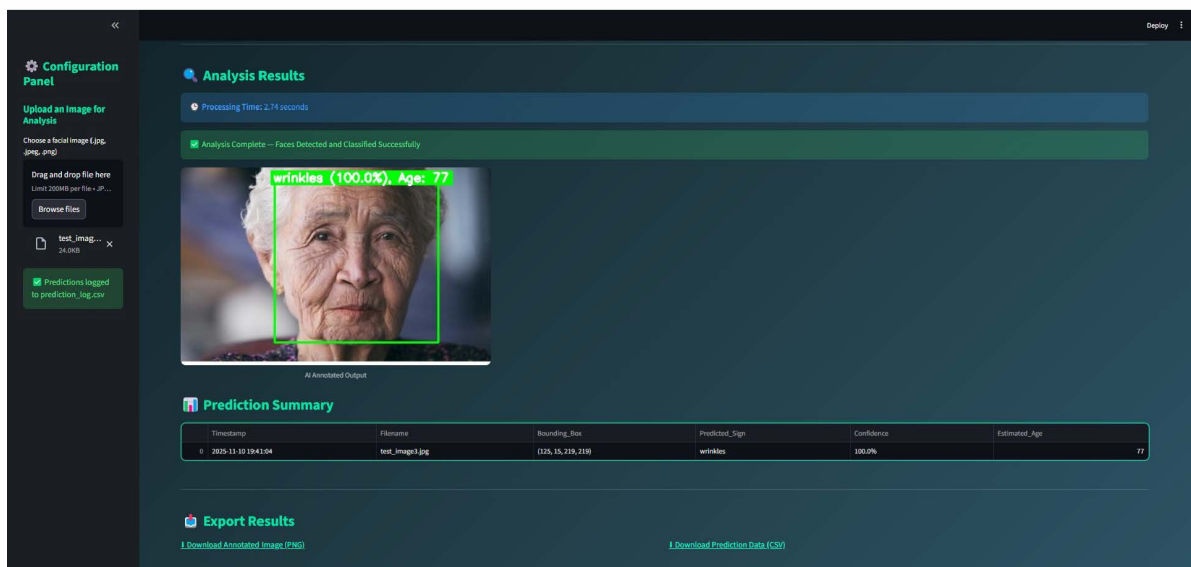 Deploy
Configuration
Panel
Upload an Image for
Analysis
Choose a facial image (.jpg,
.jpeg, .png)
Drag and drop file here
Limit 200MB per file • JP...
Browse files
test_imag...
24.0KB
Predictions logged
to prediction_log.csv
Analysis Results
Processing Time: 2.74 seconds
Analysis Complete — Faces Detected and Classified Successfully
wrinkles (100.0%), Age: 77
AI Annotated Output
Prediction Summary
Timestamp Filename Bounding_Box Predicted_Sign Confidence Estimated_Age
0 2025-11-10 19:41:04 test_image3.jpg (125, 15, 219, 219) wrinkles 100.0% 77
Export Results
Download Annotated Image (PNG) Download Prediction Data (CSV)